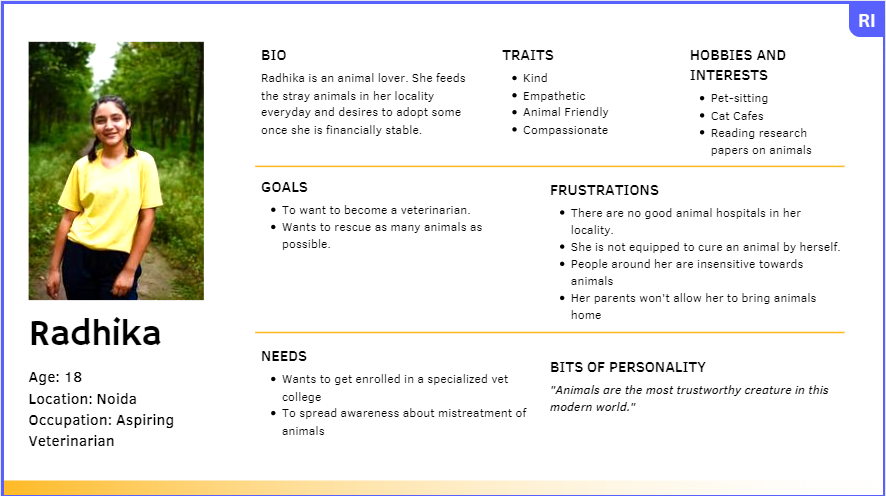 RI
BIO
Radhika is an animal lover. She feeds
the stray animals in her locality
everyday and desires to adopt some
once she is financially stable.
TRAITS
• Kind
• Empathetic
• Animal Friendly
• Compassionate
HOBBIES AND
INTERESTS
• Pet-sitting
• Cat Cafes
• Reading research
papers on animals
GOALS
• To want to become a veterinarian.
• Wants to rescue as many animals as
possible.
FRUSTRATIONS
• There are no good animal hospitals in her
locality.
• She is not equipped to cure an animal by herself.
• People around her are insensitive towards
animals
• Her parents won't allow her to bring animals
home
Radhika
Age: 18
Location: Noida
Occupation: Aspiring
Veterinarian
NEEDS
• Wants to get enrolled in a specialized vet
college
• To spread awareness about mistreatment of
animals
BITS OF PERSONALITY
"Animals are the most trustworthy creature in this
modern world."